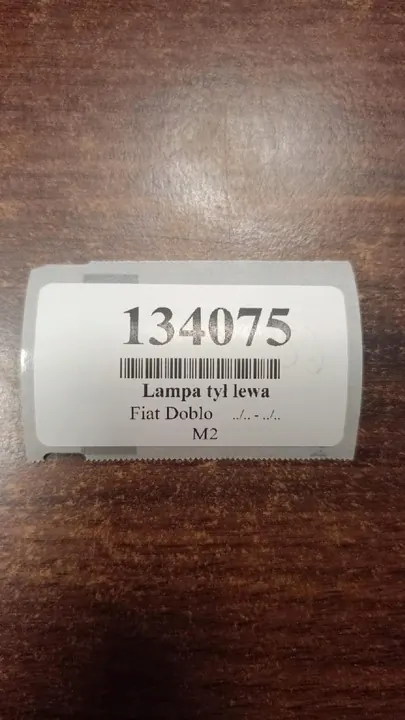 134075
Lampa tył lewa
Fiat Doblo ../.. - ../..
M2